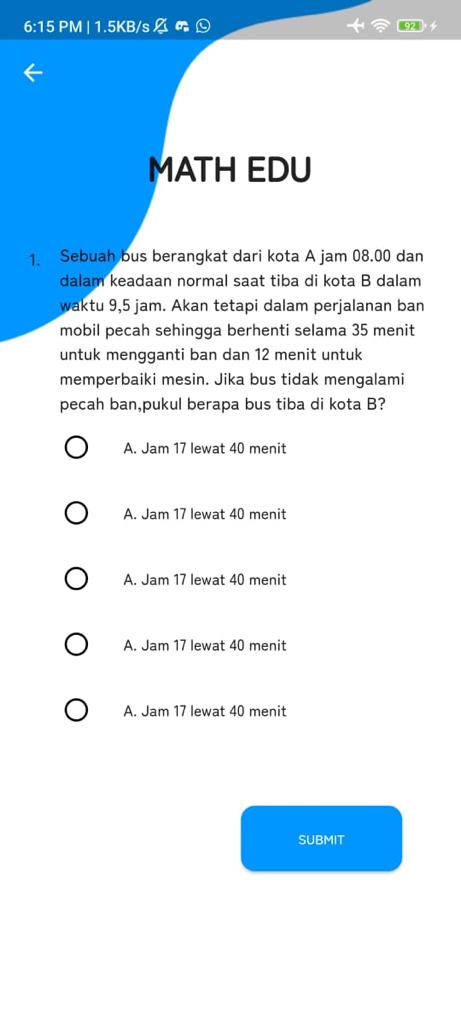 6:15 PM | 1.5KB/s
92
MATH EDU
1. Sebuah bus berangkat dari kota A jam 08.00 dan
dalam keadaan normal saat tiba di kota B dalam
waktu 9,5 jam. Akan tetapi dalam perjalanan ban
mobil pecah sehingga berhenti selama 35 menit
untuk mengganti ban dan 12 menit untuk
memperbaiki mesin. Jika bus tidak mengalami
pecah ban,pukul berapa bus tiba di kota B?
A. Jam 17 lewat 40 menit
A. Jam 17 lewat 40 menit
A. Jam 17 lewat 40 menit
A. Jam 17 lewat 40 menit
A. Jam 17 lewat 40 menit
SUBMIT